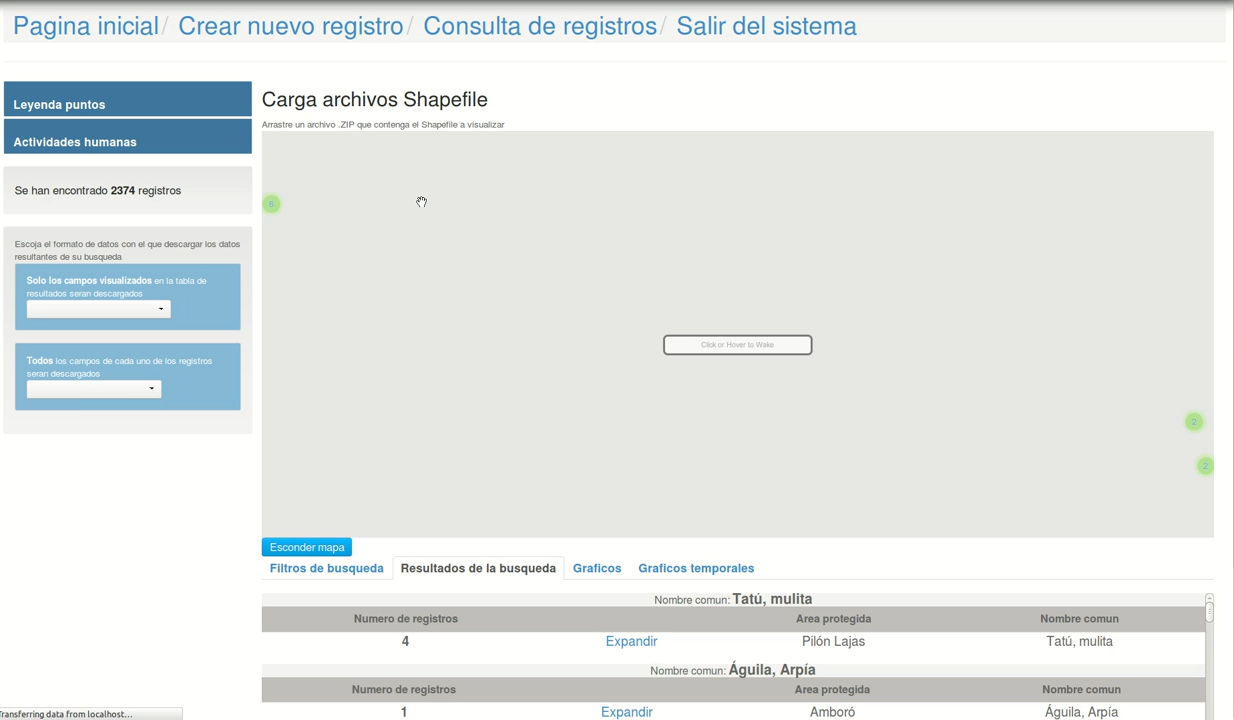 Pagina inicial/ Crear nuevo registro/ Consulta de registros/ Salir del sistema
Leyenda puntos
Actividades humanas
Se han encontrado 2374 registros
Escoja el formato de datos con el que descargar los datos
resultantes de su busqueda
Solo los campos visualizados en la tabla de
resultados seran descargados
Todos los campos de cada uno de los registros
seran descargados
Carga archivos Shapefile
Arrastre un archivo .ZIP que contenga el Shapefile a visualizar
6
Click or Hover to Wake
2
2
Esconder mapa
Filtros de busqueda Resultados de la busqueda Graficos Graficos temporales
Nombre comun: Tatú, mulita
Numero de registros Area protegida Nombre comun
4 Expandir Pilón Lajas Tatú, mulita
Nombre comun: Águila, Arpía
Numero de registros Area protegida Nombre comun
1 Expandir Amboró Águila, Arpía
Transferring data from localhost...